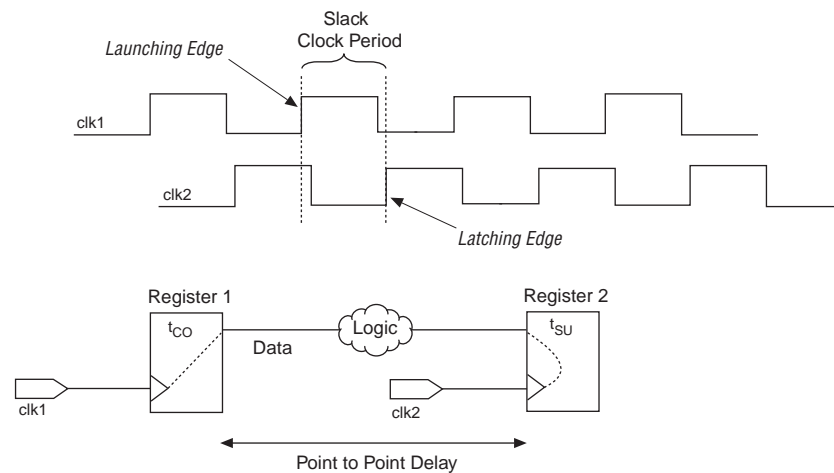 Slack
Clock Period
Launching Edge
clk1
clk2
Latching Edge
Register 1
Register 2
tCO
tSU
Logic
Data
clk1
clk2
Point to Point Delay